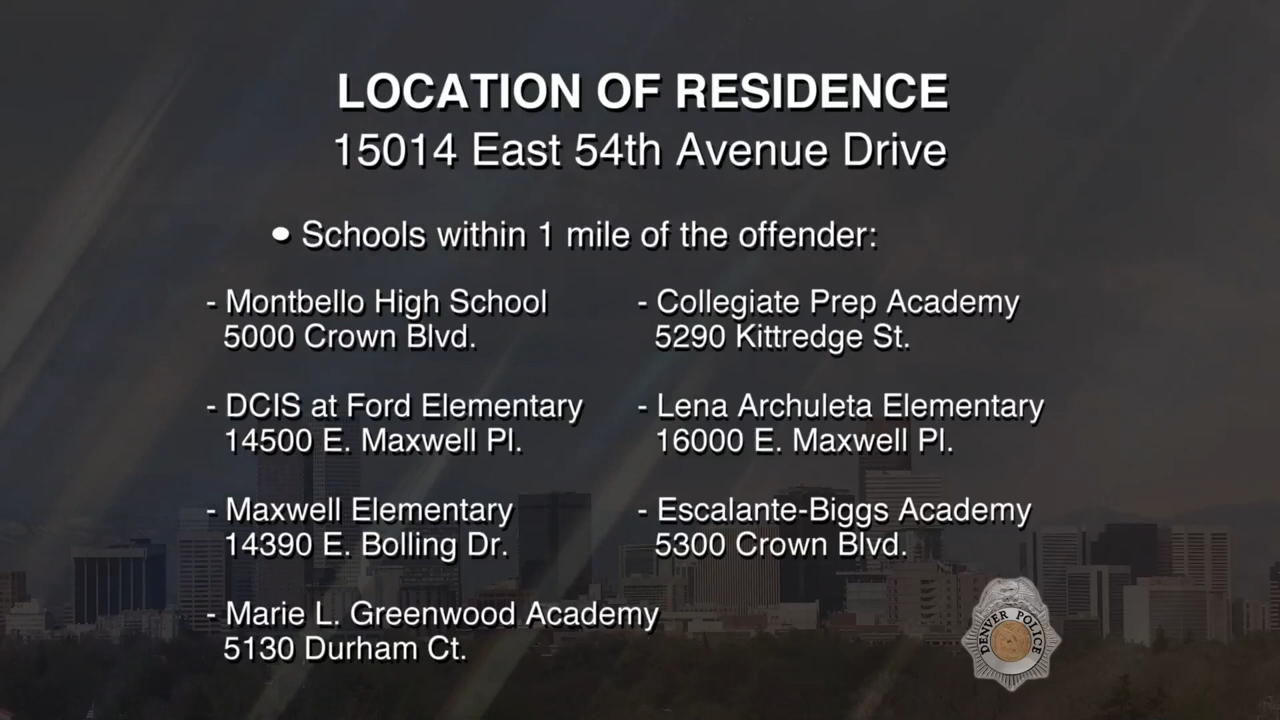 LOCATION OF RESIDENCE
15014 East 54th Avenue Drive
• Schools within 1 mile of the offender:
- Montbello High School
5000 Crown Blvd.
- Collegiate Prep Academy
5290 Kittredge St.
- DCIS at Ford Elementary
14500 E. Maxwell Pl.
- Lena Archuleta Elementary
16000 E. Maxwell Pl.
- Maxwell Elementary
14390 E. Bolling Dr.
- Escalante-Biggs Academy
5300 Crown Blvd.
- Marie L. Greenwood Academy
5130 Durham Ct.
DENVER POLICE